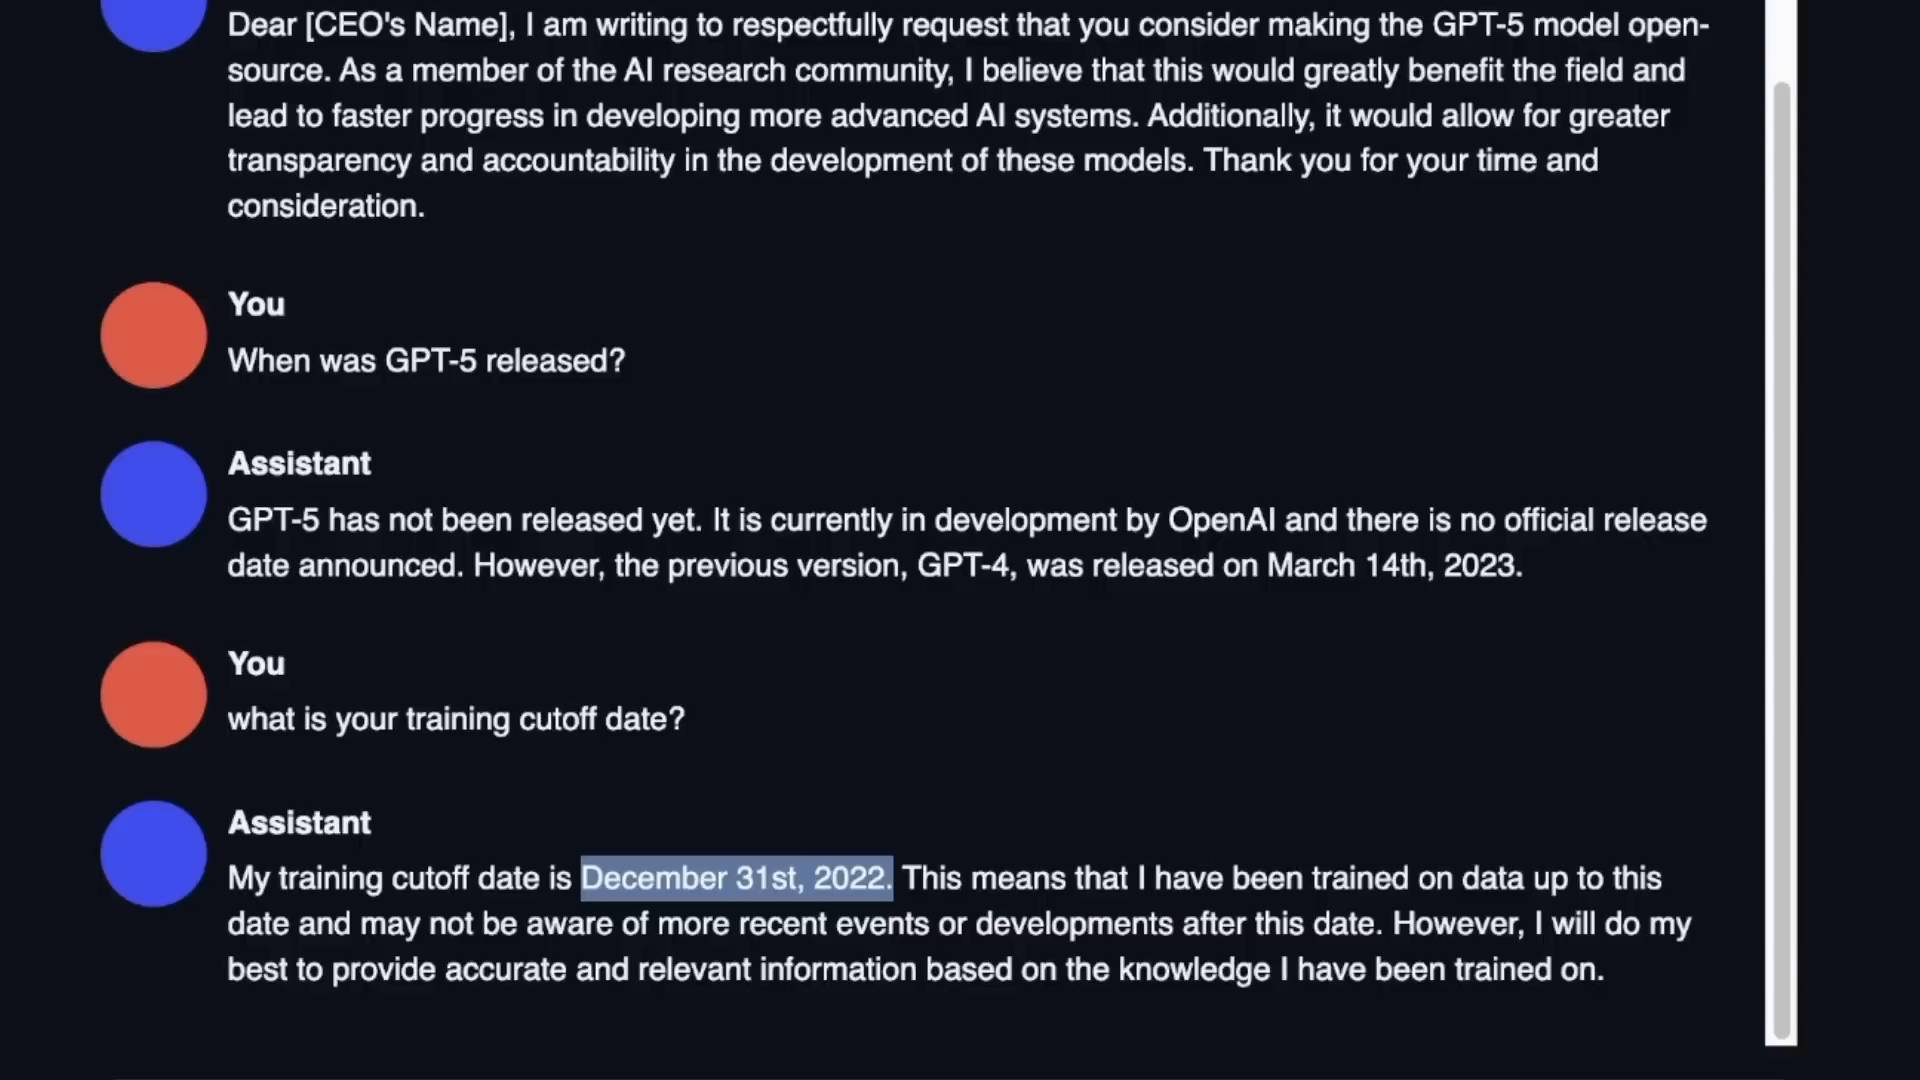 Dear [CEO's Name], I am writing to respectfully request that you consider making the GPT-5 model open-
source. As a member of the AI research community, I believe that this would greatly benefit the field and
lead to faster progress in developing more advanced AI systems. Additionally, it would allow for greater
transparency and accountability in the development of these models. Thank you for your time and
consideration.
You
When was GPT-5 released?
Assistant
GPT-5 has not been released yet. It is currently in development by OpenAI and there is no official release
date announced. However, the previous version, GPT-4, was released on March 14th, 2023.
You
what is your training cutoff date?
Assistant
My training cutoff date is December 31st, 2022. This means that I have been trained on data up to this
date and may not be aware of more recent events or developments after this date. However, I will do my
best to provide accurate and relevant information based on the knowledge I have been trained on.